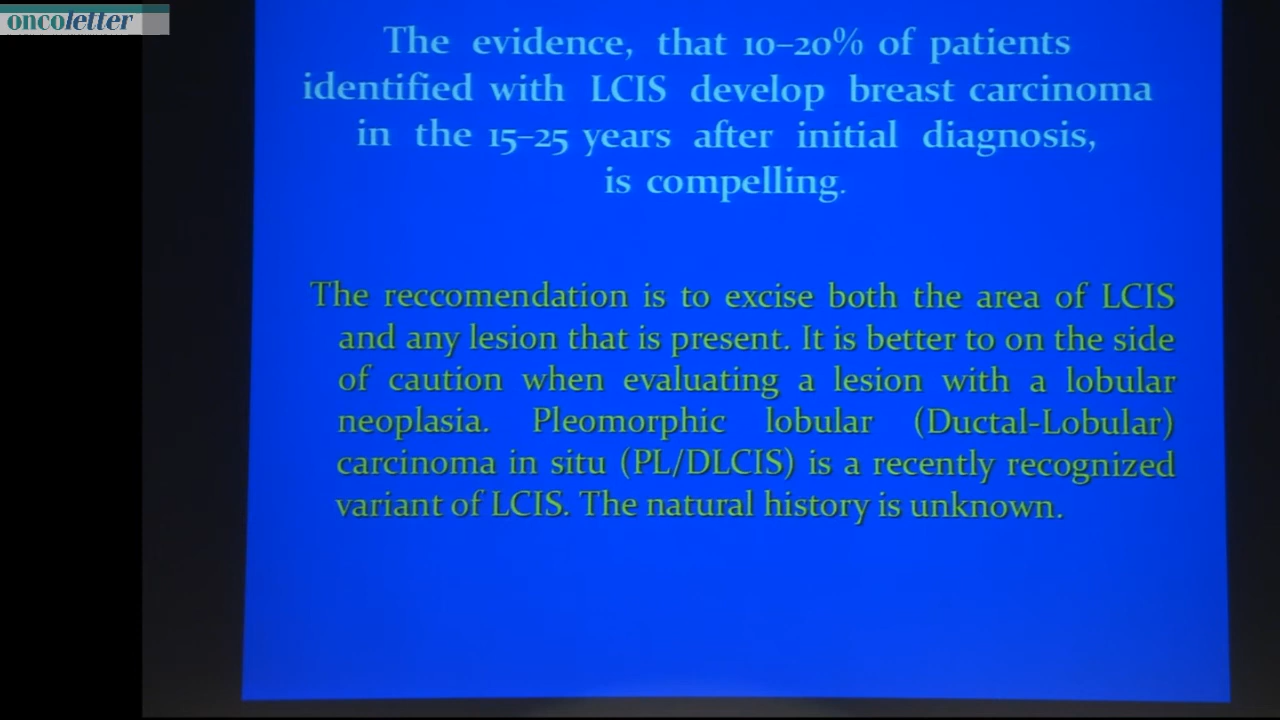 oncoletter
The evidence, that 10–20% of patients
identified with LCIS develop breast carcinoma
in the 15–25 years after initial diagnosis,
is compelling.
The reccomendation is to excise both the area of LCIS
and any lesion that is present. It is better to on the side
of caution when evaluating a lesion with a lobular
neoplasia. Pleomorphic lobular (Ductal-Lobular)
carcinoma in situ (PL/DLCIS) is a recently recognized
variant of LCIS. The natural history is unknown.